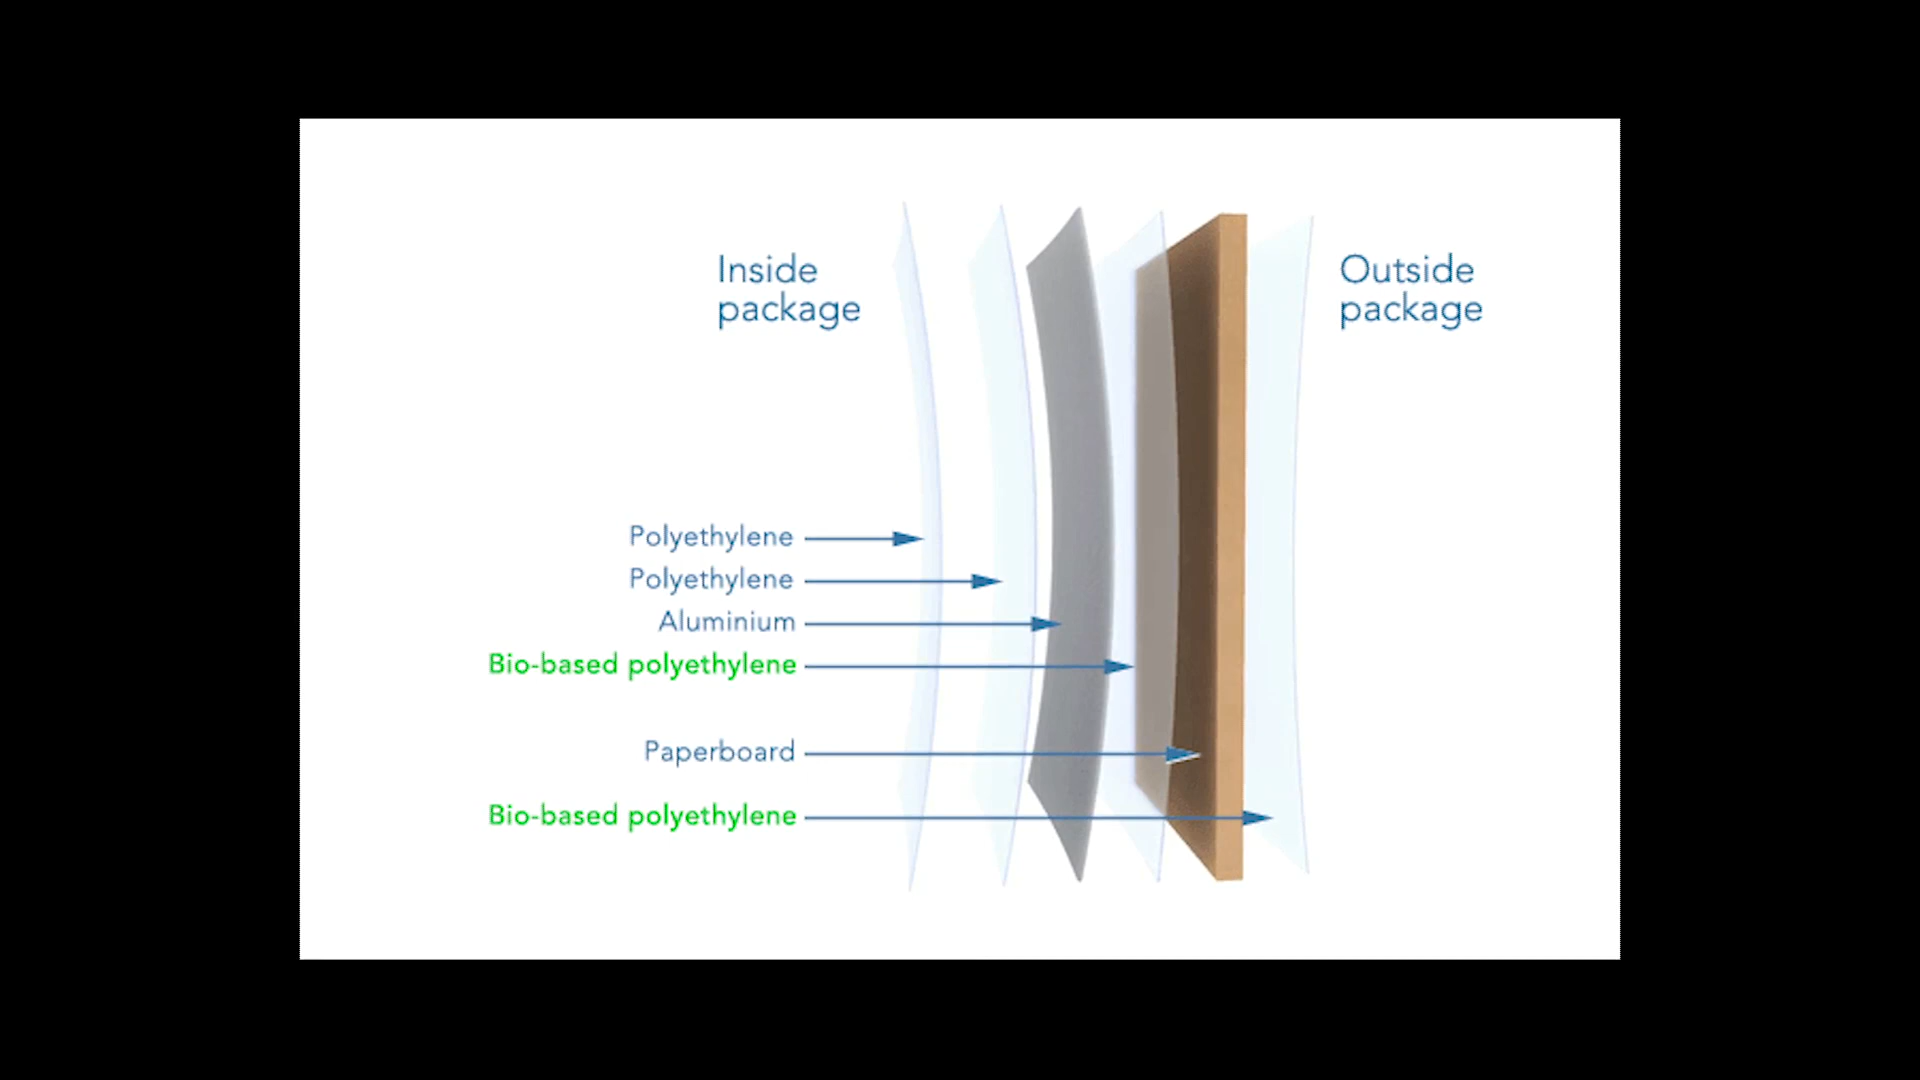 Inside
package
Outside
package
Polyethylene
Polyethylene
Aluminium
Bio-based polyethylene
Paperboard
Bio-based polyethylene